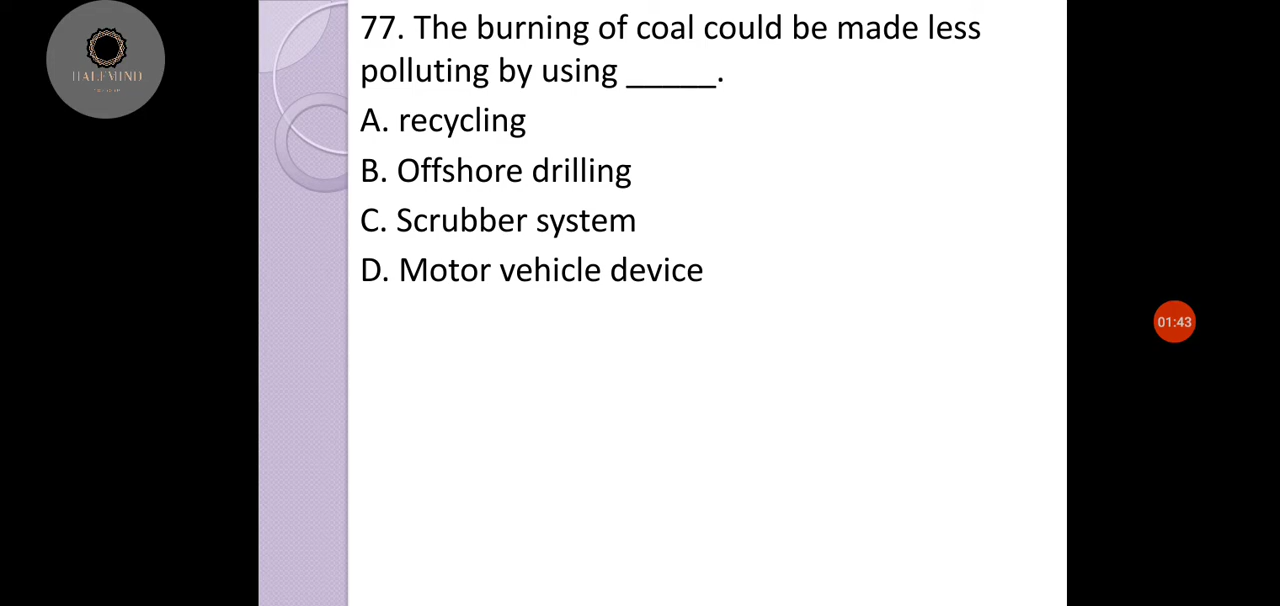 HALFMIND
77. The burning of coal could be made less
polluting by using _____.
A. recycling
B. Offshore drilling
C. Scrubber system
D. Motor vehicle device
01:43